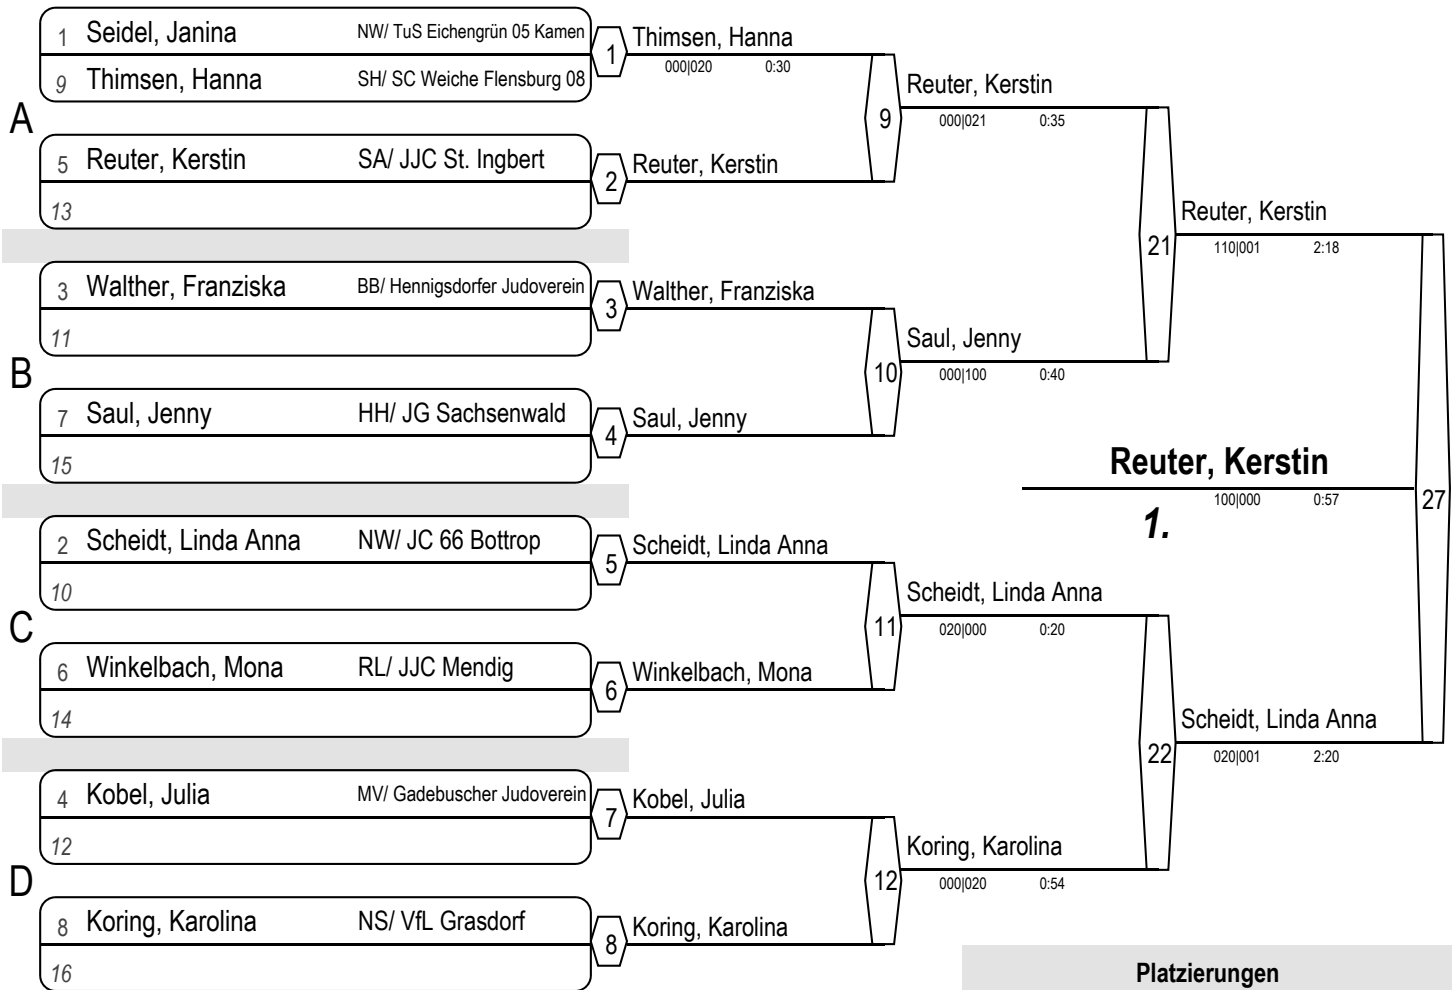 1 Seidel, Janina NW/ TuS Eichengrün 05 Kamen
9 Thimsen, Hanna SH/ SC Weiche Flensburg 08
1 Thimsen, Hanna
000|020 0:30
A
5 Reuter, Kerstin SA/ JJC St. Ingbert
13
2 Reuter, Kerstin
9 Reuter, Kerstin
000|021 0:35
3 Walther, Franziska BB/ Hennigsdorfer Judoverein
11
3 Walther, Franziska
B
7 Saul, Jenny HH/ JG Sachsenwald
15
4 Saul, Jenny
10 Saul, Jenny
000|100 0:40
21 Reuter, Kerstin
110|001 2:18
2 Scheidt, Linda Anna NW/ JC 66 Bottrop
10
5 Scheidt, Linda Anna
C
6 Winkelbach, Mona RL/ JJC Mendig
14
6 Winkelbach, Mona
11 Scheidt, Linda Anna
020|000 0:20
4 Kobel, Julia MV/ Gadebuscher Judoverein
12
7 Kobel, Julia
D
8 Koring, Karolina NS/ VfL Grasdorf
16
8 Koring, Karolina
12 Koring, Karolina
000|020 0:54
22 Scheidt, Linda Anna
020|001 2:20
27 Reuter, Kerstin
100|000 0:57
1.
Platzierungen